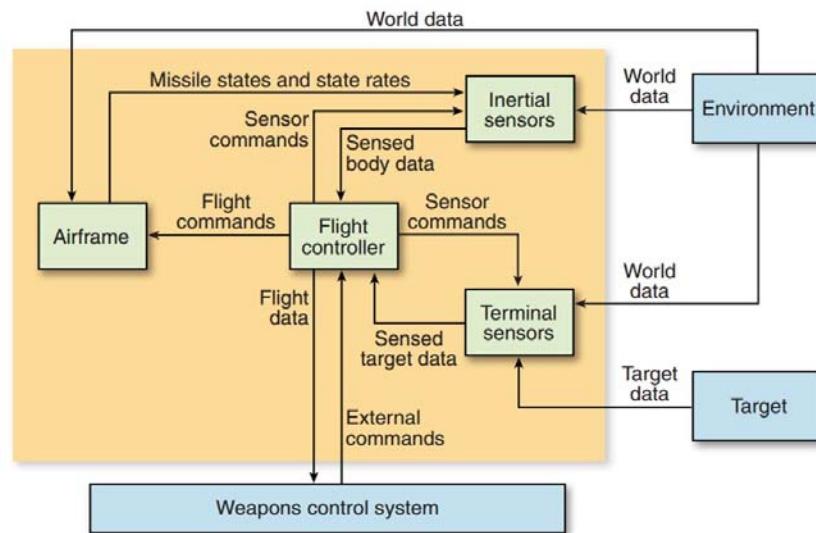 World data
Missile states and state rates
World
data
Inertial
sensors
Environment
Sensor
commands
Sensed
body data
Flight
commands
Sensor
commands
Airframe
Flight
controller
World
data
Flight
data
Terminal
sensors
Sensed
target data
Target
data
Target
External
commands
Weapons control system